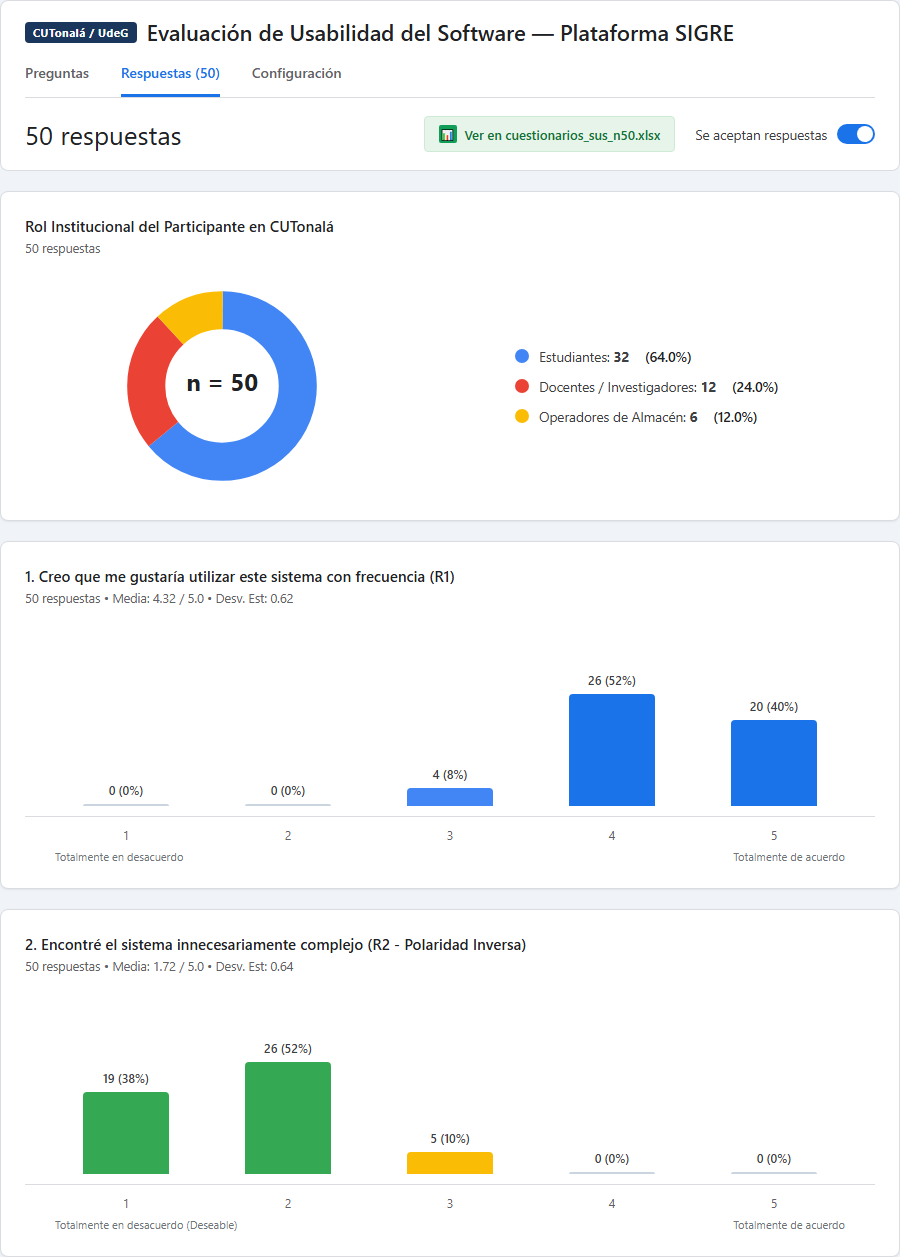 CUTonalá / UdeG Evaluación de Usabilidad del Software — Plataforma SIGRE
Preguntas Respuestas (50) Configuración
50 respuestas Ver en cuestionarios_sus_n50.xlsx Se aceptan respuestas
Rol Institucional del Participante en CUTonalá
50 respuestas
n = 50
Estudiantes: 32 (64.0%)
Docentes / Investigadores: 12 (24.0%)
Operadores de Almacén: 6 (12.0%)
1. Creo que me gustaría utilizar este sistema con frecuencia (R1)
50 respuestas • Media: 4.32 / 5.0 • Desv. Est: 0.62
0 (0%) 0 (0%) 4 (8%) 26 (52%) 20 (40%)
1 2 3 4 5
Totalmente en desacuerdo Totalmente de acuerdo
2. Encontré el sistema innecesariamente complejo (R2 - Polaridad Inversa)
50 respuestas • Media: 1.72 / 5.0 • Desv. Est: 0.64
19 (38%) 26 (52%) 5 (10%) 0 (0%) 0 (0%)
1 2 3 4 5
Totalmente en desacuerdo (Deseable) Totalmente de acuerdo